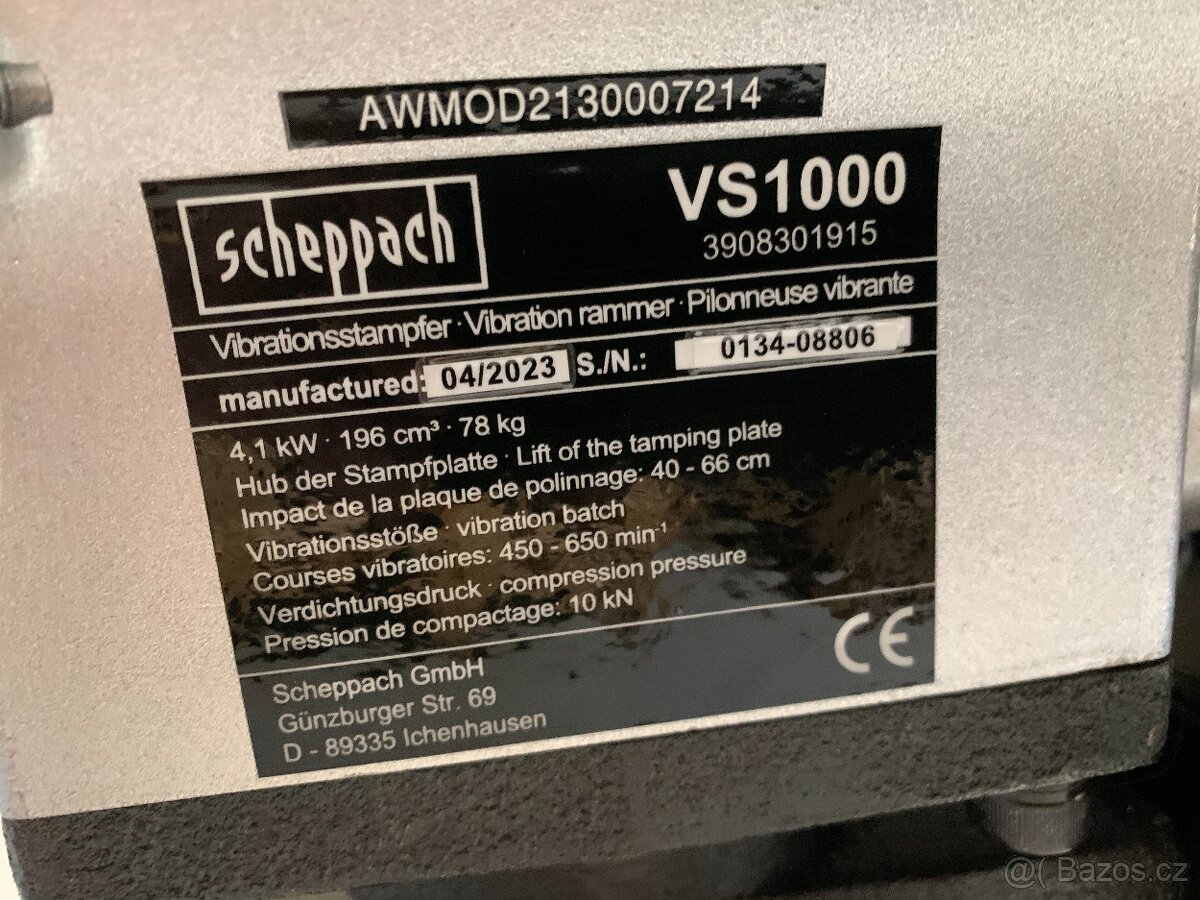 AWMOD2130007214
scheppach
VS1000
3908301915
Vibrationsstampfer · Vibration rammer · Pilonneuse vibrante
manufactured: 04/2023 S./N.: 0134-08806
4,1 kW · 196 cm³ · 78 kg
Hub der Stampfplatte · Lift of the tamping plate
Impact de la plaque de polinnage: 40 - 66 cm
Vibrationsstöße · vibration batch
Courses vibratoires: 450 - 650 min⁻¹
Verdichtungsdruck · compression pressure
Pression de compactage: 10 kN
CE
Scheppach GmbH
Günzburger Str. 69
D - 89335 Ichenhausen
@( Bazos.cz